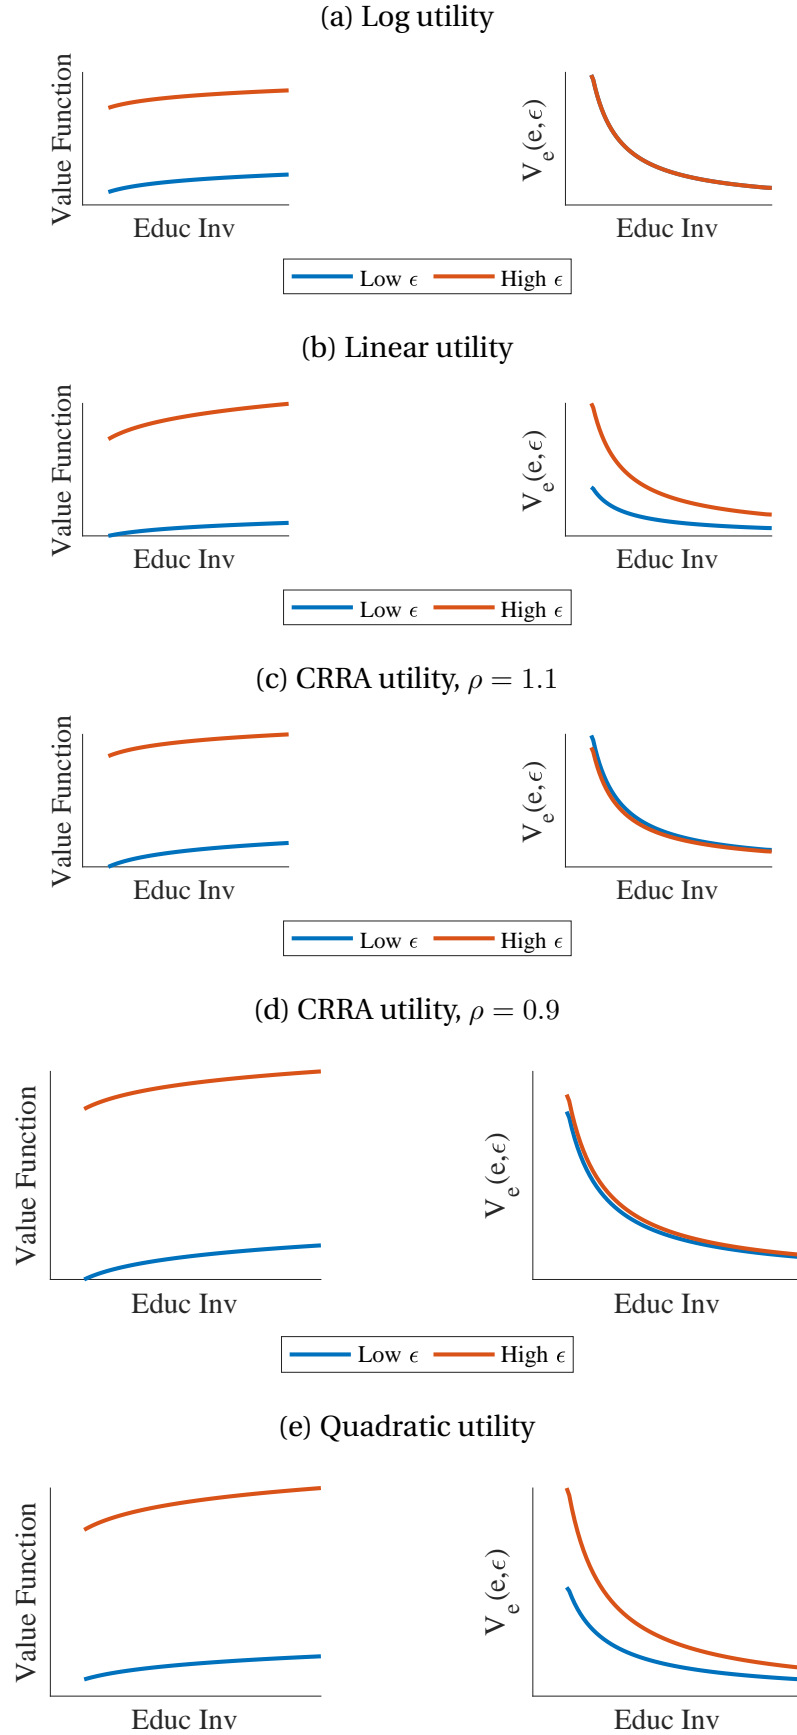 (a) Log utility
Value Function
Educ Inv
V_e(e,ϵ)
Educ Inv
Low ϵ High ϵ
(b) Linear utility
Value Function
Educ Inv
V_e(e,ϵ)
Educ Inv
Low ϵ High ϵ
(c) CRRA utility, ρ = 1.1
Value Function
Educ Inv
V_e(e,ϵ)
Educ Inv
Low ϵ High ϵ
(d) CRRA utility, ρ = 0.9
Value Function
Educ Inv
V_e(e,ϵ)
Educ Inv
Low ϵ High ϵ
(e) Quadratic utility
Value Function
Educ Inv
V_e(e,ϵ)
Educ Inv